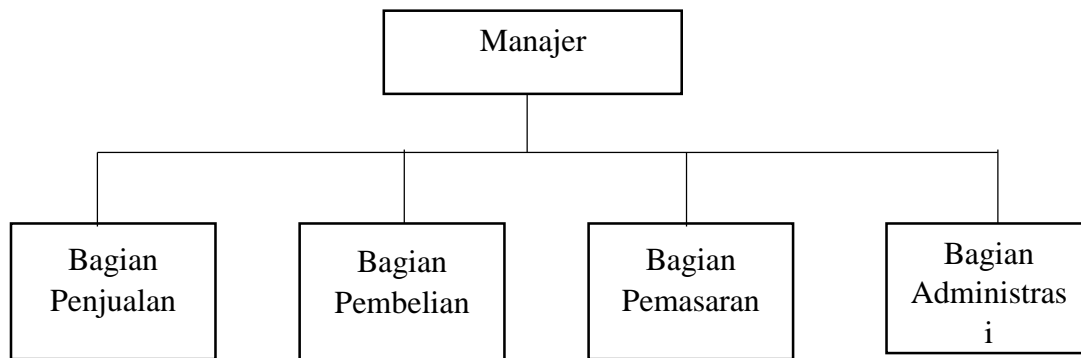 Manajer
Bagian
Penjualan
Bagian
Pembelian
Bagian
Pemasaran
Bagian
Administras
i